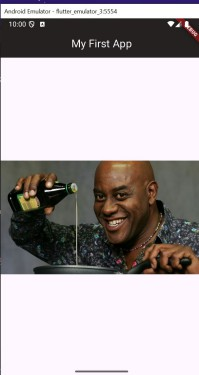 Android Emulator - flutter_emulator_3:5554
10:00
My First App
DEBUG